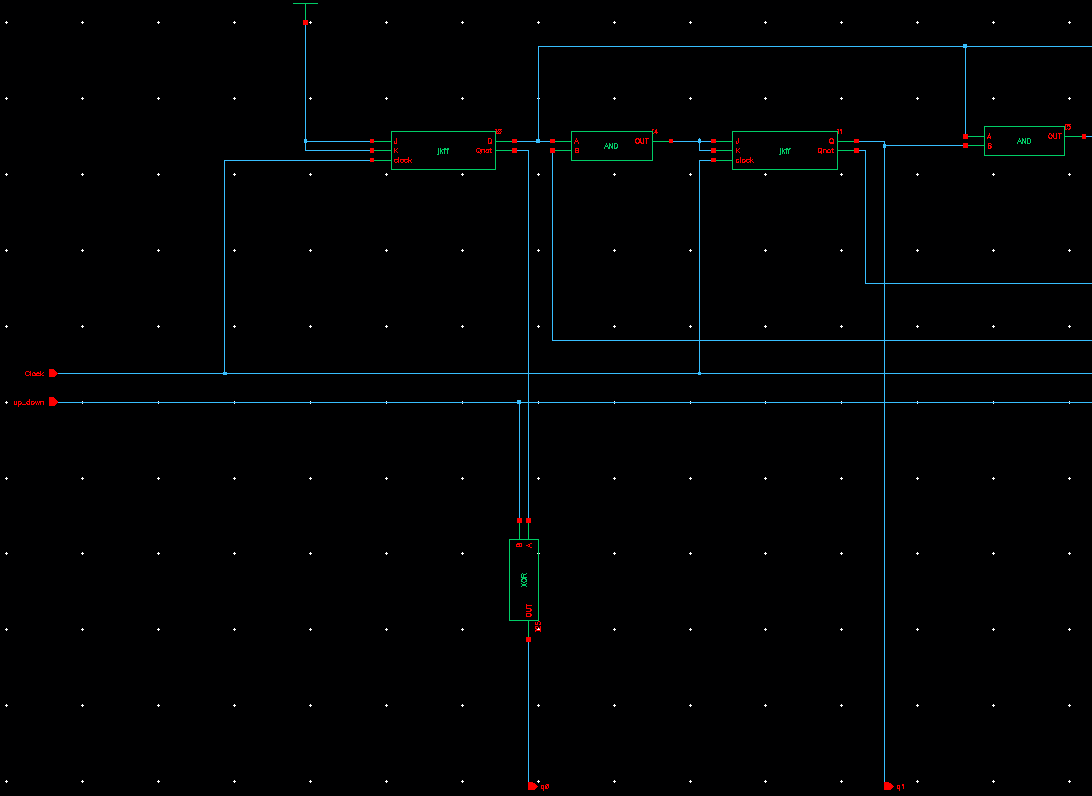 J
K
clock
jkff
Q
Qnot
A
B
AND
OUT
J
K
clock
jkff
Q
Qnot
A
B
AND
OUT
Clock
up_down
B
A
XOR
OUT
q0
q1